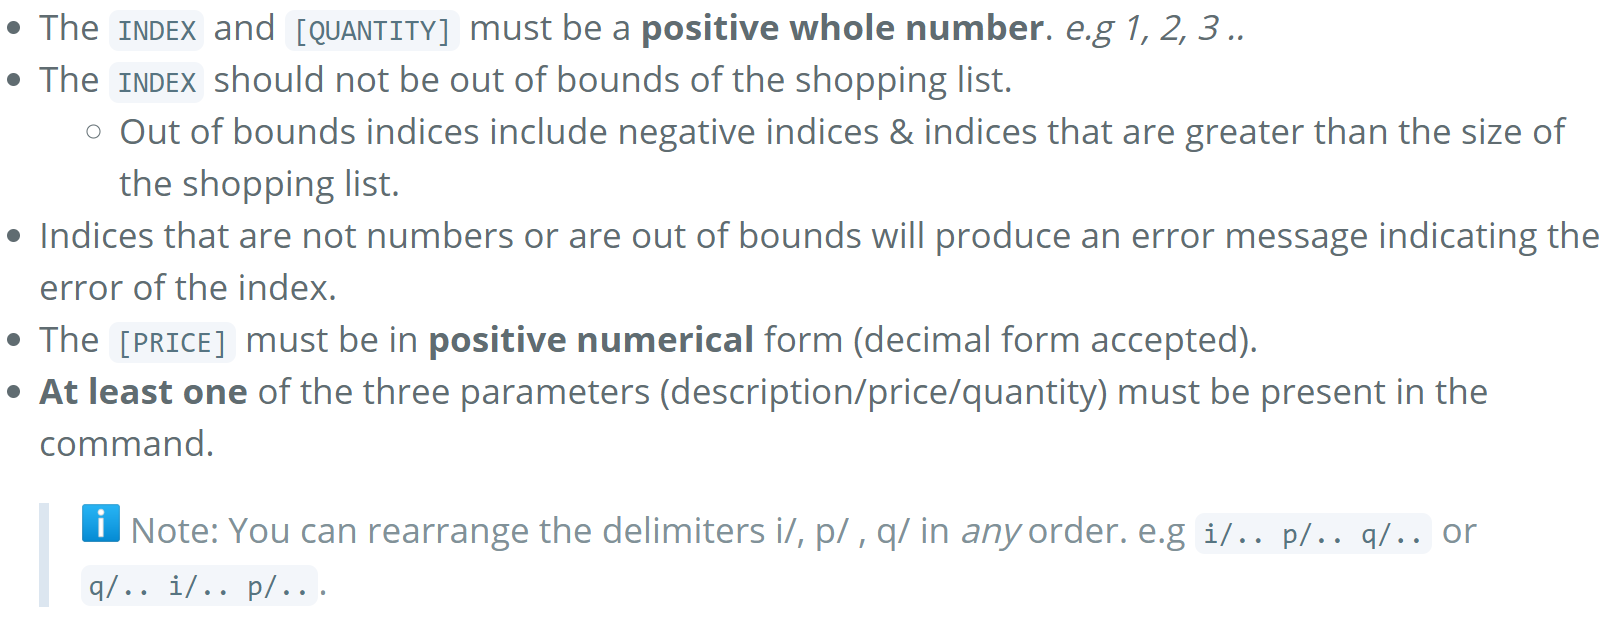 The INDEX and [QUANTITY] must be a positive whole number. e.g 1, 2, 3 ..
The INDEX should not be out of bounds of the shopping list.
Out of bounds indices include negative indices & indices that are greater than the size of
the shopping list.
Indices that are not numbers or are out of bounds will produce an error message indicating the
error of the index.
The [PRICE] must be in positive numerical form (decimal form accepted).
At least one of the three parameters (description/price/quantity) must be present in the
command.
ℹ️ Note: You can rearrange the delimiters i/, p/ , q/ in any order. e.g i/.. p/.. q/.. or
q/.. i/.. p/...